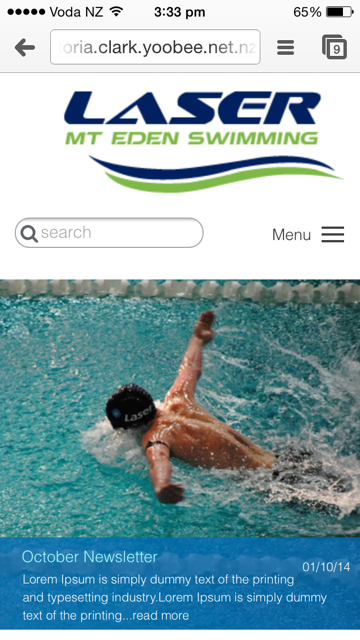 Voda NZ 3:33 pm 65%
oria.clark.yoobee.net.nz 9
LASER
MT EDEN SWIMMING
search Menu
Laser
October Newsletter
01/10/14
Lorem Ipsum is simply dummy text of the printing
and typesetting industry.Lorem Ipsum is simply dummy
text of the printing...read more